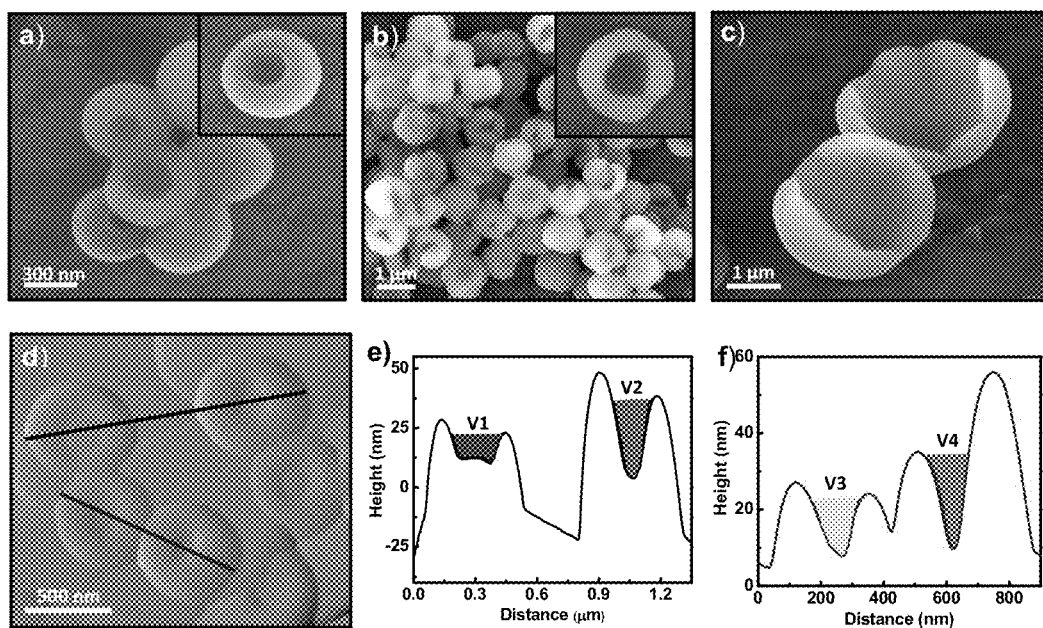 a)
300 nm
b)
1 μm
c)
1 μm
d)
500 nm
e)
50
25
0
-25
Height (nm)
V1
V2
0.0 0.3 0.6 0.9 1.2
Distance (μm)
f)
60
40
20
0
Height (nm)
V3
V4
0 200 400 600 800
Distance (nm)